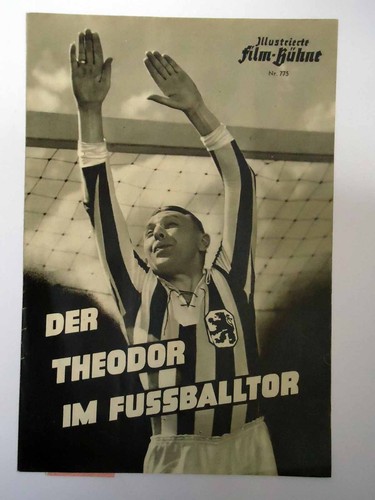 Illustrierte
Film-Bühne
Nr. 775
DER
THEODOR
IM FUSSBALLTOR